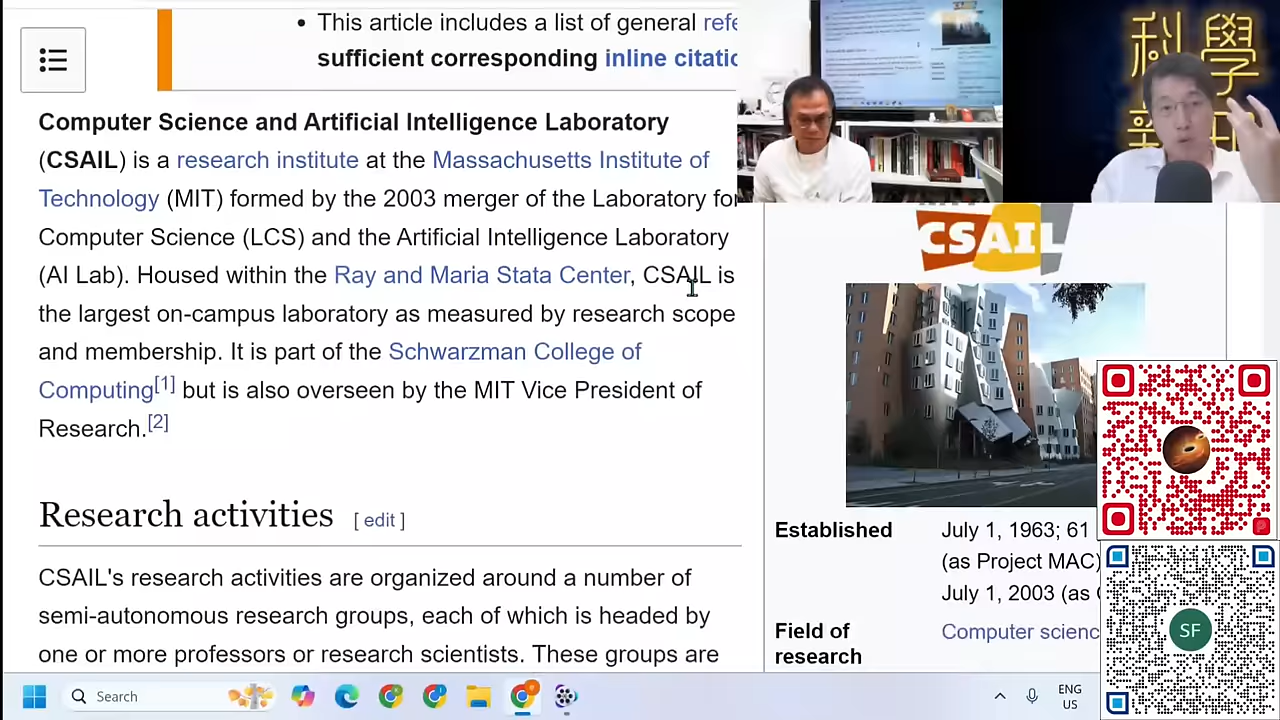 • This article includes a list of general
sufficient corresponding inline
Computer Science and Artificial Intelligence Laboratory
(CSAIL) is a research institute at the Massachusetts Institute of
Technology (MIT) formed by the 2003 merger of the Laboratory for
Computer Science (LCS) and the Artificial Intelligence Laboratory
(AI Lab). Housed within the Ray and Maria Stata Center, CSAIL is
the largest on-campus laboratory as measured by research scope
and membership. It is part of the Schwarzman College of
Computing[1] but is also overseen by the MIT Vice President of
Research.[2]
Research activities [ edit ]
CSAIL's research activities are organized around a number of
semi-autonomous research groups, each of which is headed by
one or more professors or research scientists. These groups are
科學
CSAIL
Established
July 1, 1963; 61
(as Project MAC)
July 1, 2003 (as
Field of
research
Computer
SF
Search
ENG
US